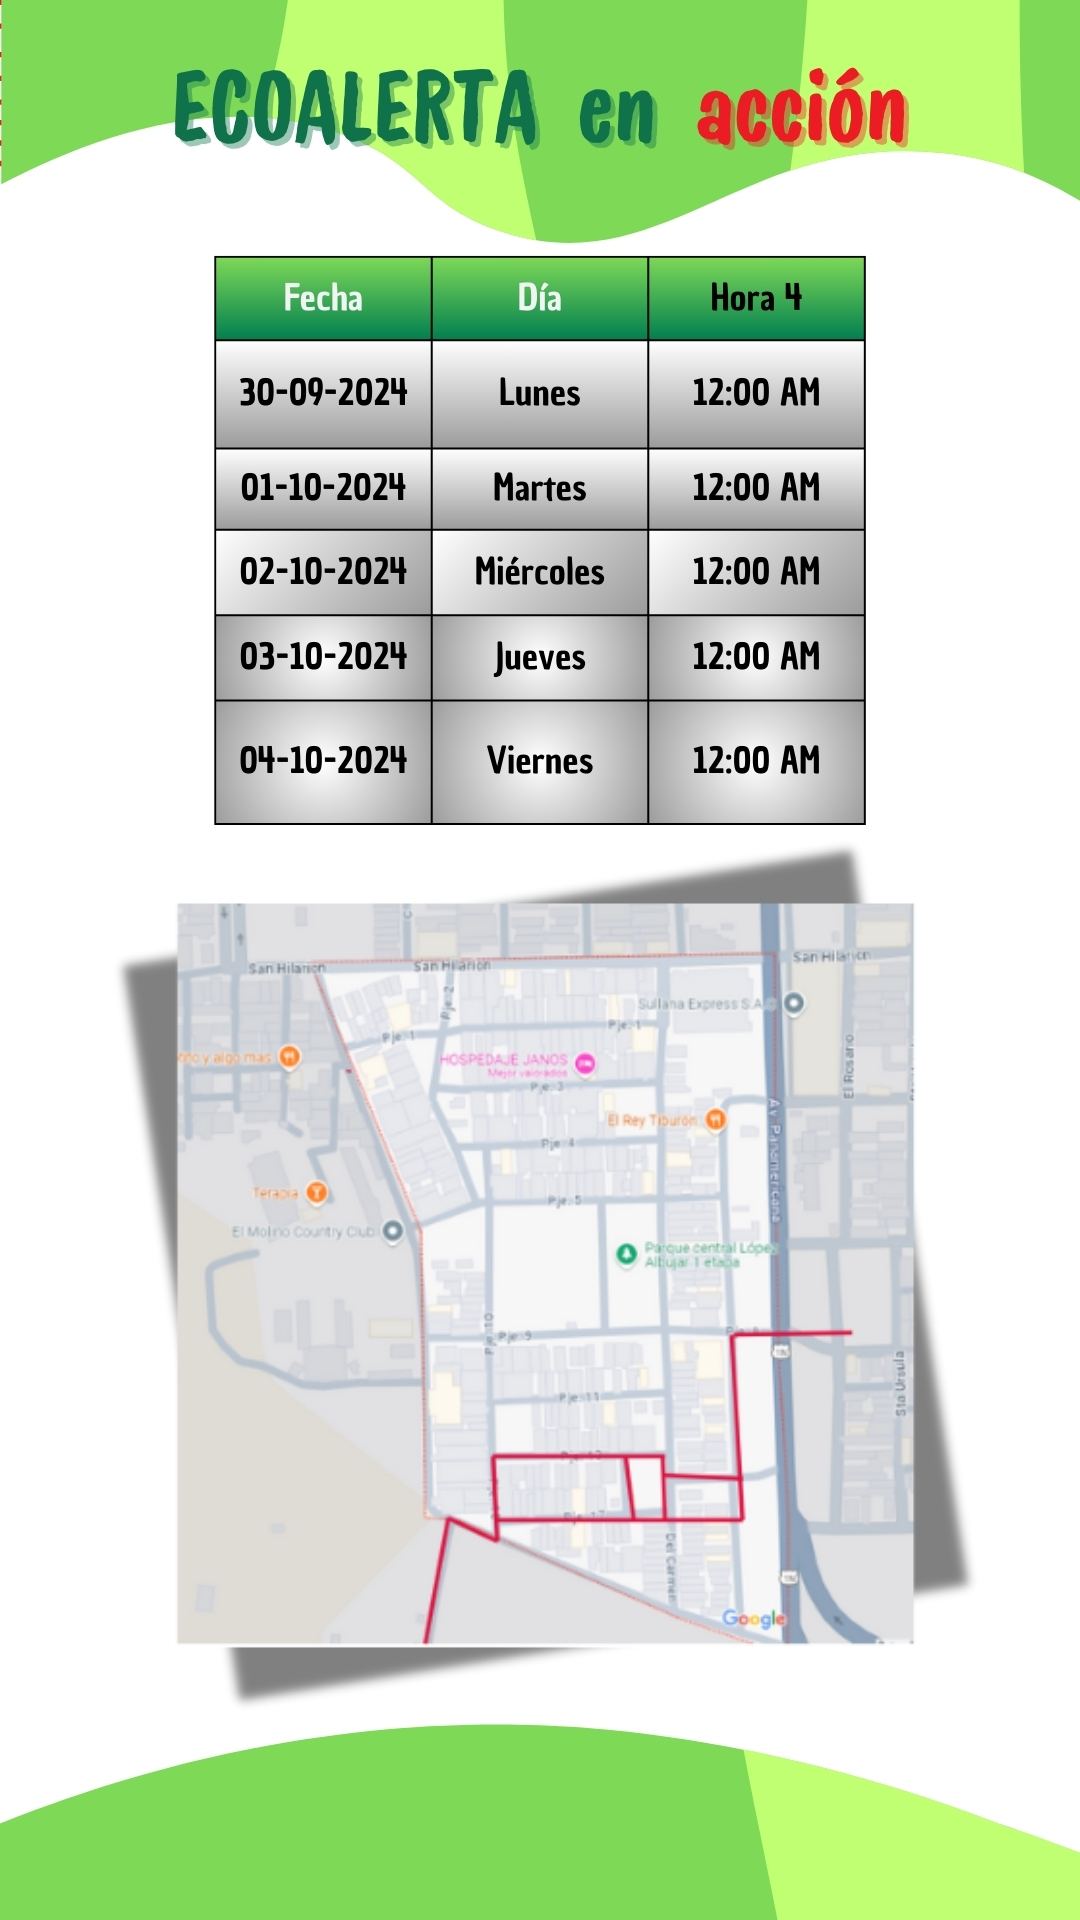 ECOALERTA en acción
Fecha Día Hora 4
30-09-2024 Lunes 12:00 AM
01-10-2024 Martes 12:00 AM
02-10-2024 Miércoles 12:00 AM
03-10-2024 Jueves 12:00 AM
04-10-2024 Viernes 12:00 AM
San Hilarion
San Hilarion
San Hilarion
Pje. 2
Sullana Express S.A.C
Pje. 1
Pje. 1
y algo mas
HOSPEDAJE JANOS
Mejor valorados
Pje. 3
El Rosario
El Rey Tiburón
Av. Panamericana
Pje. 4
Terapia
Pje. 5
El Molino Country Club
Parque central López
Albujar 1 etapa
Pje. 10
Pje. 9
1N
Sta Ursula
Pje. 11
Del Carmen
1N
Google